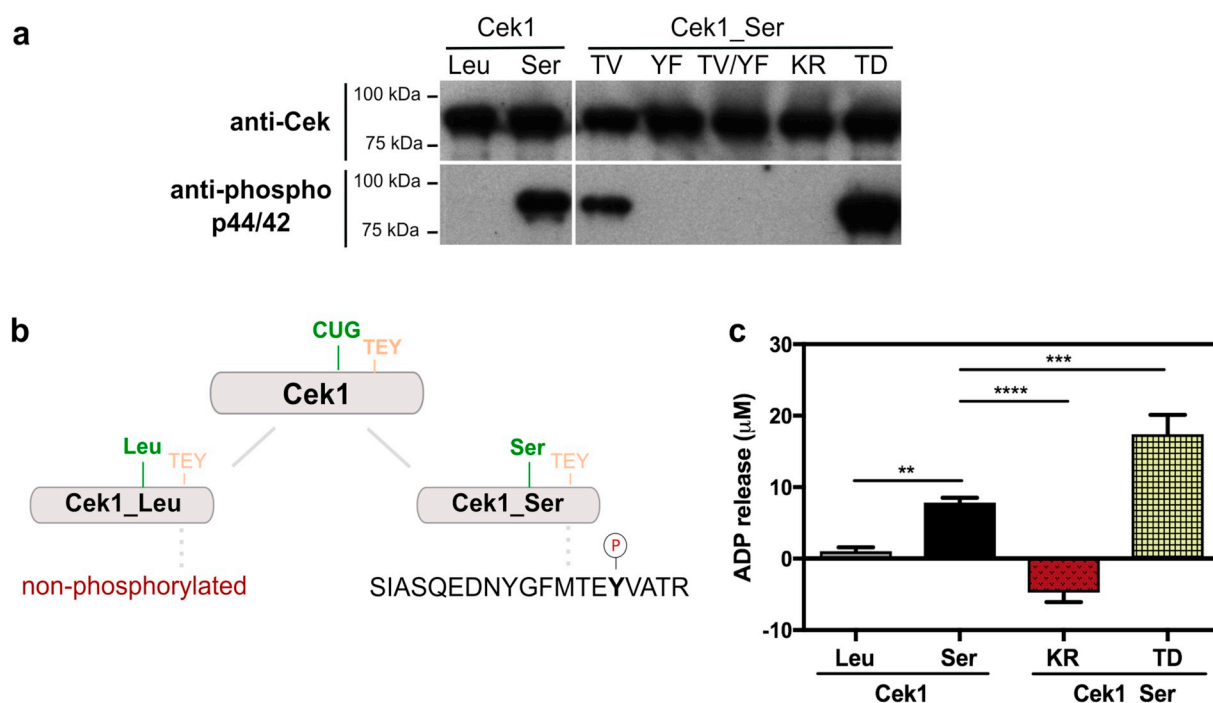 a
Cek1
Cek1_Ser
Leu Ser TV YF TV/YF KR TD
anti-Cek
100 kDa
75 kDa
anti-phospho
p44/42
100 kDa
75 kDa
b
CUG
TEY
Cek1
Leu
TEY
Cek1_Leu
non-phosphorylated
Ser
TEY
Cek1_Ser
P
SIASQEDNYGFMTEYVATR
c
ADP release (μM)
30
20
10
0
-10
**
****
***
Leu Ser KR TD
Cek1
Cek1 Ser